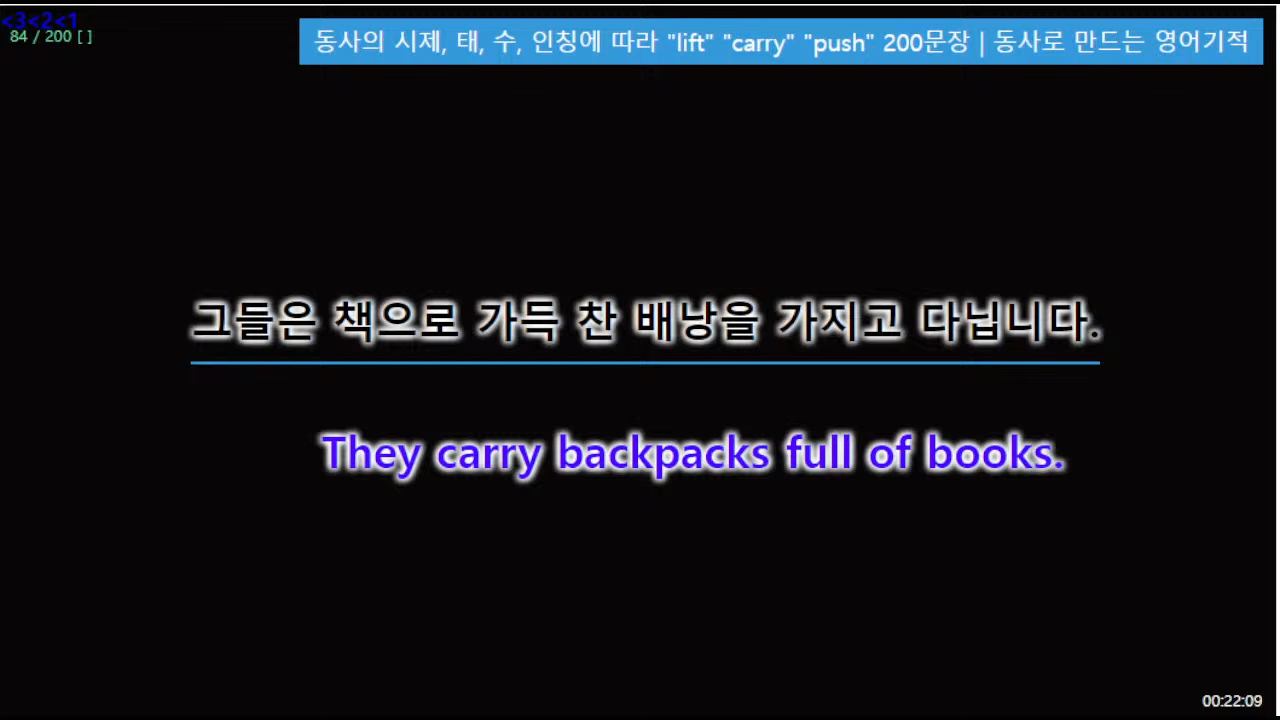 <3<2<1
84 / 200 [ ]
동사의 시제, 태, 수, 인칭에 따라 "lift" "carry" "push" 200문장 | 동사로 만드는 영어기적
그들은 책으로 가득 찬 배낭을 가지고 다닙니다.
They carry backpacks full of books.
00:22:09